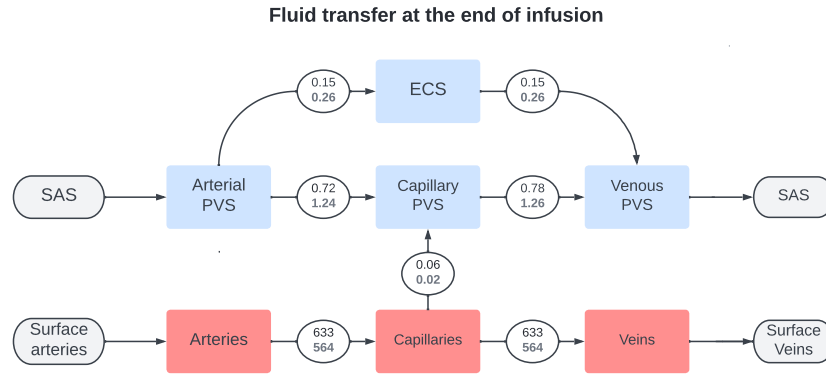 Fluid transfer at the end of infusion
0.15
0.26
ECS
0.15
0.26
SAS
Arterial
PVS
0.72
1.24
Capillary
PVS
0.78
1.26
Venous
PVS
SAS
0.06
0.02
Surface
arteries
Arteries
633
564
Capillaries
633
564
Veins
Surface
Veins